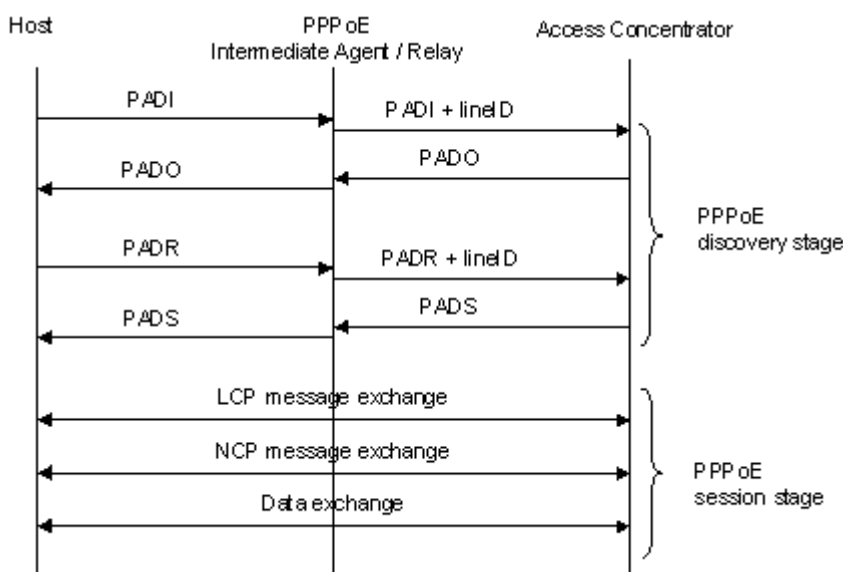 Host
PPPoE
Intermediate Agent / Relay
Access Concentrator
PADI
PADI + lineID
PADO
PADO
PPPoE
discovery stage
PADR
PADR + lineID
PADS
PADS
LCP message exchange
NCP message exchange
PPPoE
session stage
Data exchange